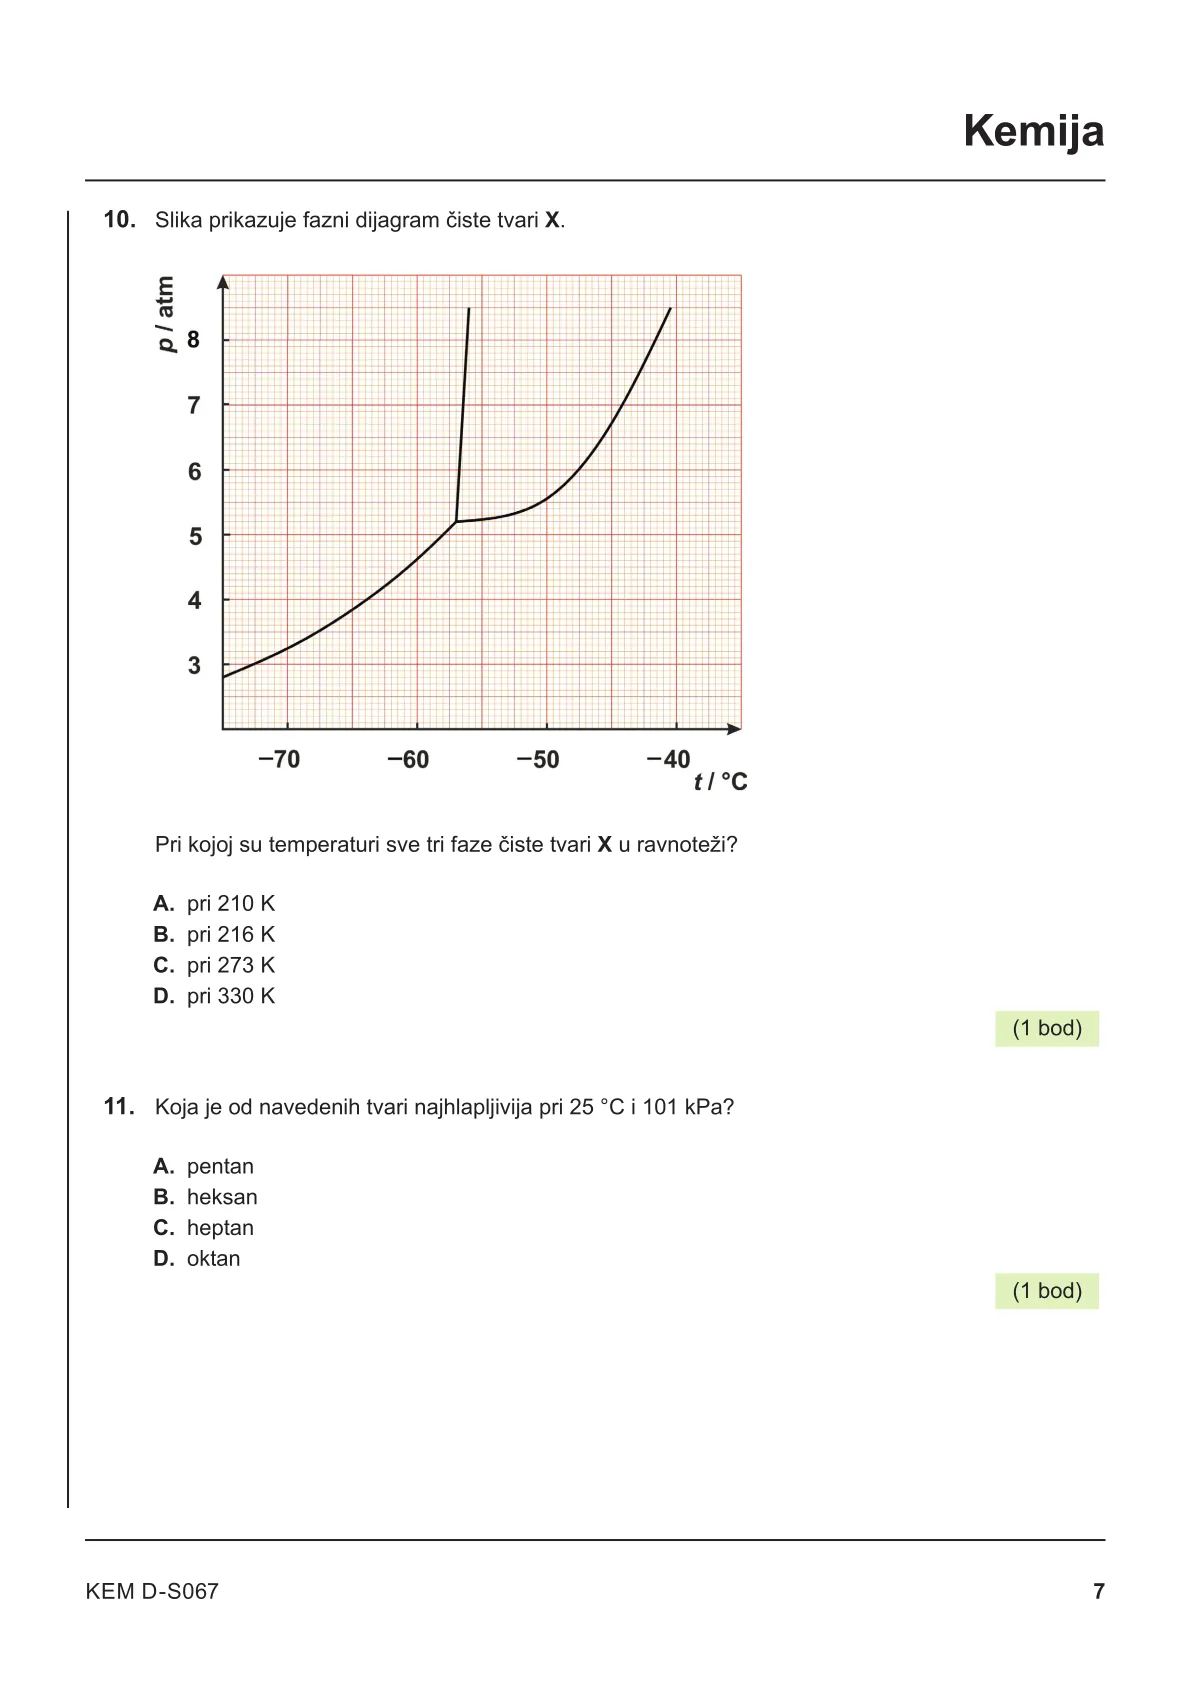 Kemija
10. Slika prikazuje fazni dijagram čiste tvari X.
p / atm
8
7
6
5
4
3
−70 −60 −50 −40
t / °C
Pri kojoj su temperaturi sve tri faze čiste tvari X u ravnoteži?
A. pri 210 K
B. pri 216 K
C. pri 273 K
D. pri 330 K
(1 bod)
11. Koja je od navedenih tvari najhlapljivija pri 25 °C i 101 kPa?
A. pentan
B. heksan
C. heptan
D. oktan
(1 bod)
KEM D-S067 7